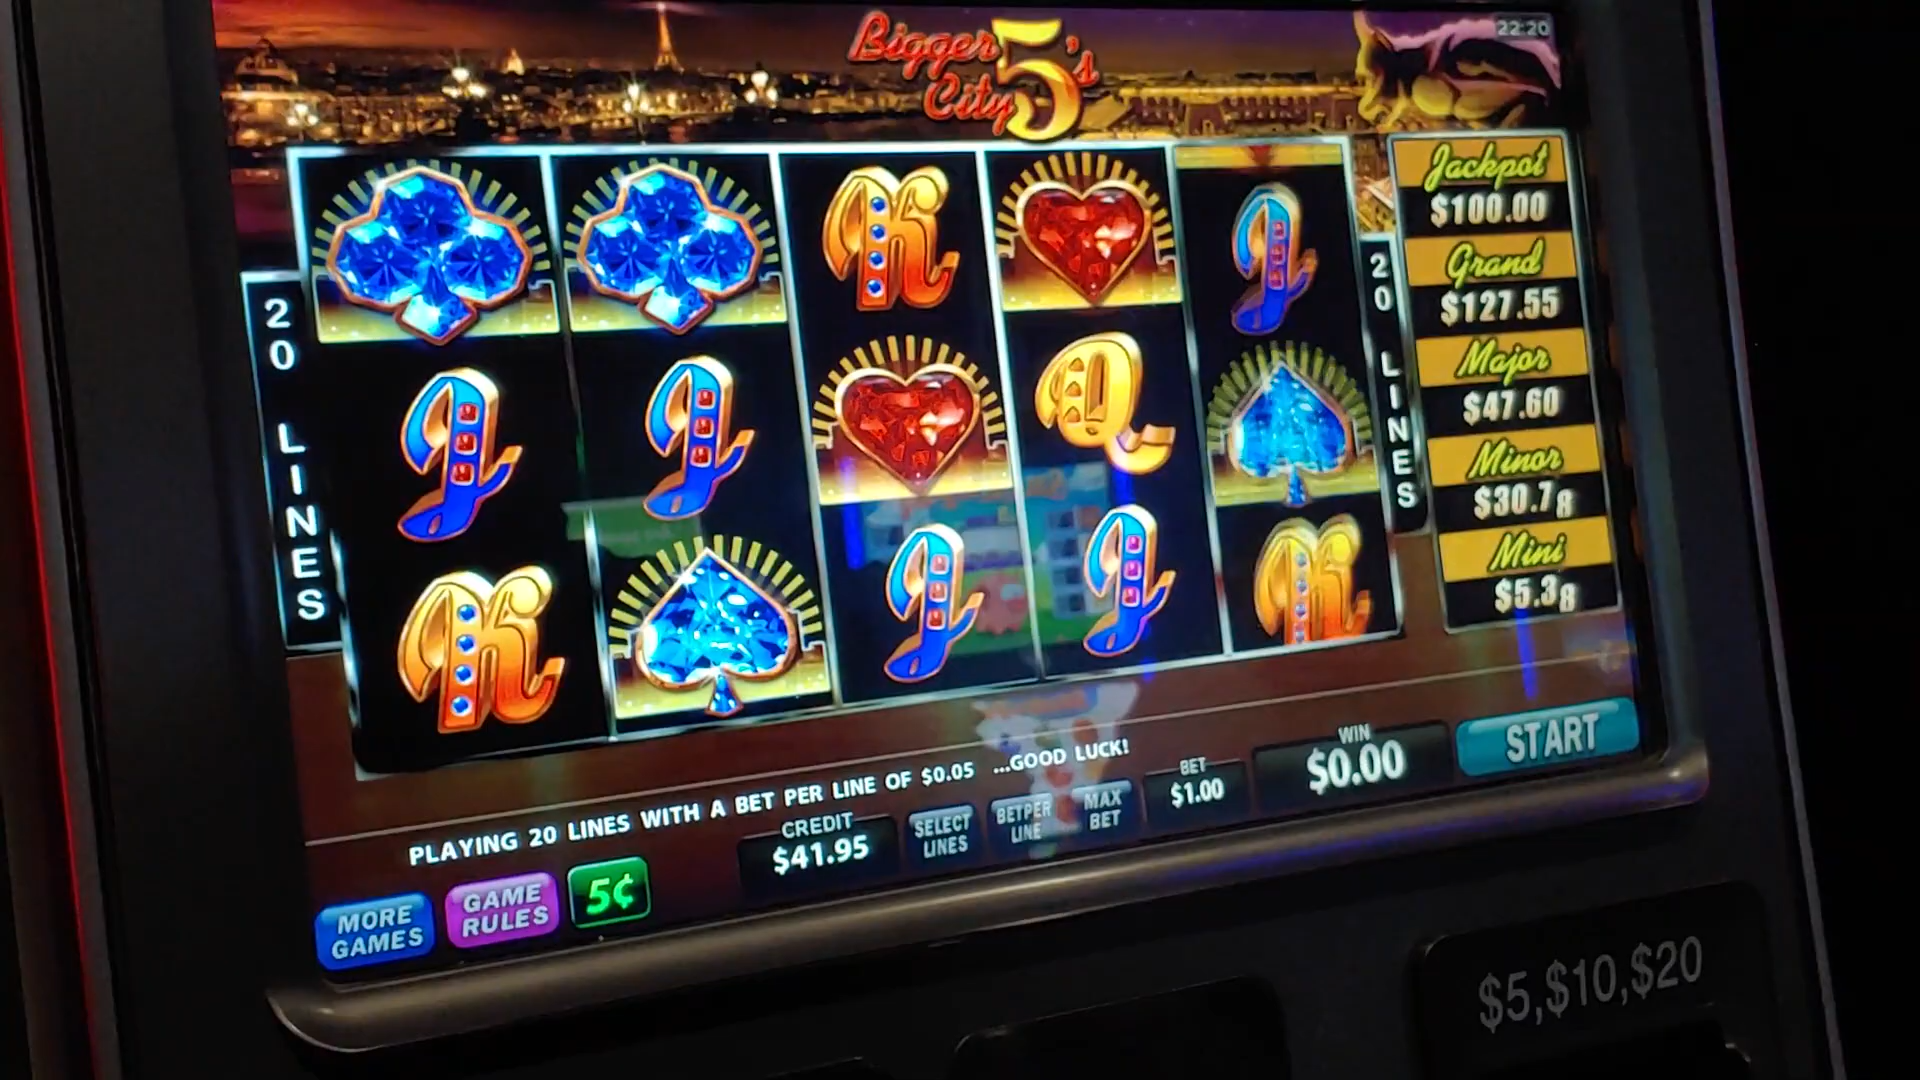 22:20
Bigger 5's
City
Jackpot
$100.00
Grand
$127.55
Major
$47.60
Minor
$30.78
Mini
$5.38
20 LINES
20 LINES
K
J
J
J
Q
K
J
J
K
PLAYING 20 LINES WITH A BET PER LINE OF $0.05 ...GOOD LUCK!
MORE GAMES
GAME RULES
5¢
CREDIT
$41.95
SELECT LINES
BET PER LINE
MAX BET
BET
$1.00
WIN
$0.00
START
$5,$10,$20